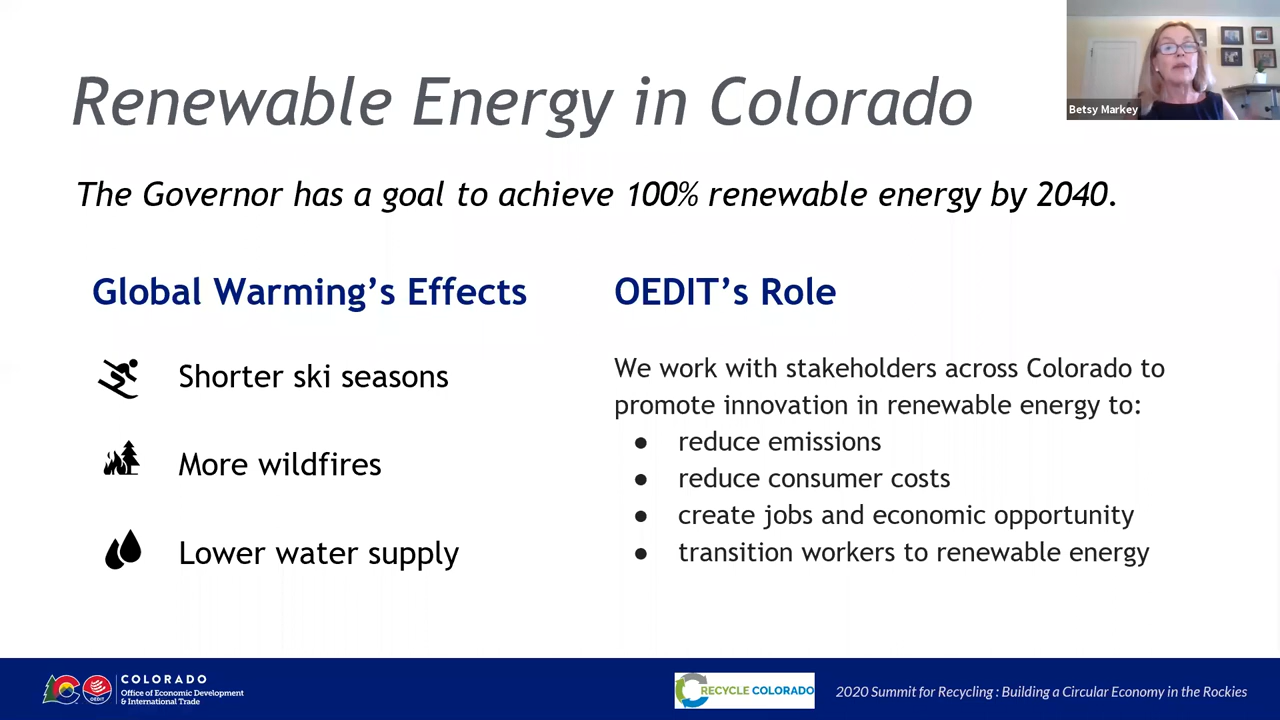 Renewable Energy in Colorado
Betsy Markey
The Governor has a goal to achieve 100% renewable energy by 2040.
Global Warming’s Effects
Shorter ski seasons
More wildfires
Lower water supply
OEDIT’s Role
We work with stakeholders across Colorado to
promote innovation in renewable energy to:
● reduce emissions
● reduce consumer costs
● create jobs and economic opportunity
● transition workers to renewable energy
OEDIT
COLORADO
Office of Economic Development
& International Trade
RECYCLE COLORADO
2020 Summit for Recycling : Building a Circular Economy in the Rockies